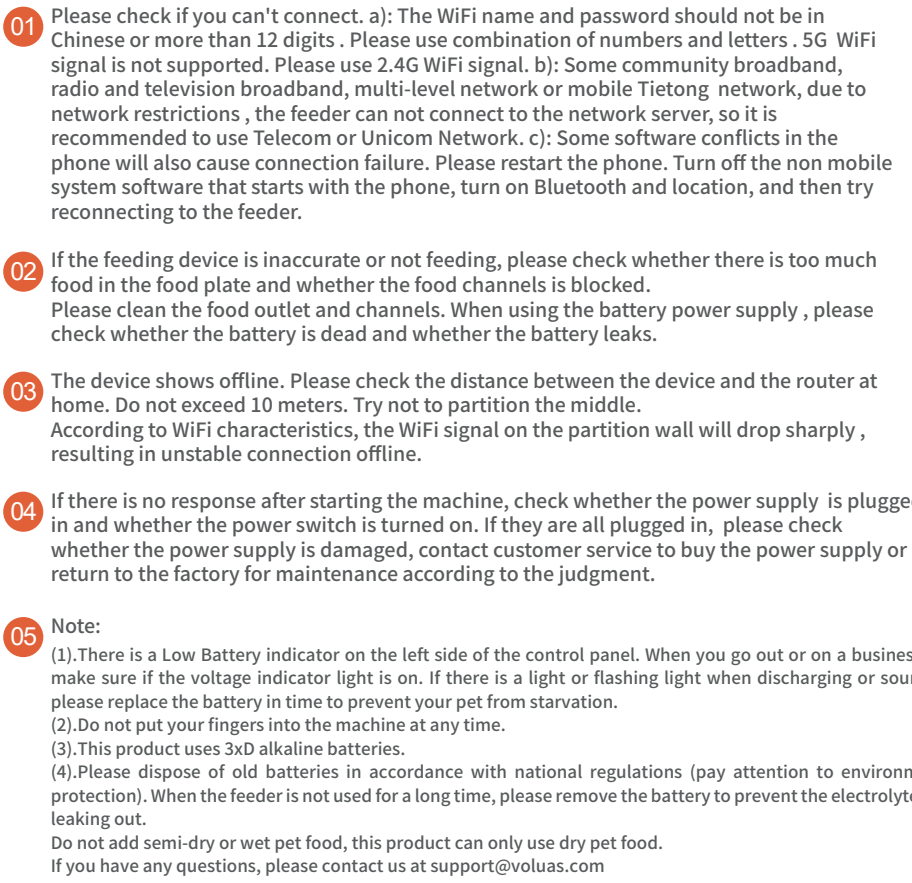 01
Please check if you can't connect. a): The WiFi name and password should not be in
Chinese or more than 12 digits . Please use combination of numbers and letters . 5G WiFi
signal is not supported. Please use 2.4G WiFi signal. b): Some community broadband,
radio and television broadband, multi-level network or mobile Tietong network, due to
network restrictions , the feeder can not connect to the network server, so it is
recommended to use Telecom or Unicom Network. c): Some software conflicts in the
phone will also cause connection failure. Please restart the phone. Turn off the non mobile
system software that starts with the phone, turn on Bluetooth and location, and then try
reconnecting to the feeder.
02
If the feeding device is inaccurate or not feeding, please check whether there is too much
food in the food plate and whether the food channels is blocked.
Please clean the food outlet and channels. When using the battery power supply , please
check whether the battery is dead and whether the battery leaks.
03
The device shows offline. Please check the distance between the device and the router at
home. Do not exceed 10 meters. Try not to partition the middle.
According to WiFi characteristics, the WiFi signal on the partition wall will drop sharply ,
resulting in unstable connection offline.
04
If there is no response after starting the machine, check whether the power supply is plugge
in and whether the power switch is turned on. If they are all plugged in, please check
whether the power supply is damaged, contact customer service to buy the power supply or
return to the factory for maintenance according to the judgment.
05
Note:
(1).There is a Low Battery indicator on the left side of the control panel. When you go out or on a busines
make sure if the voltage indicator light is on. If there is a light or flashing light when discharging or sour
please replace the battery in time to prevent your pet from starvation.
(2).Do not put your fingers into the machine at any time.
(3).This product uses 3xD alkaline batteries.
(4).Please dispose of old batteries in accordance with national regulations (pay attention to environm
protection). When the feeder is not used for a long time, please remove the battery to prevent the electrolyte
leaking out.
Do not add semi-dry or wet pet food, this product can only use dry pet food.
If you have any questions, please contact us at support@voluas.com